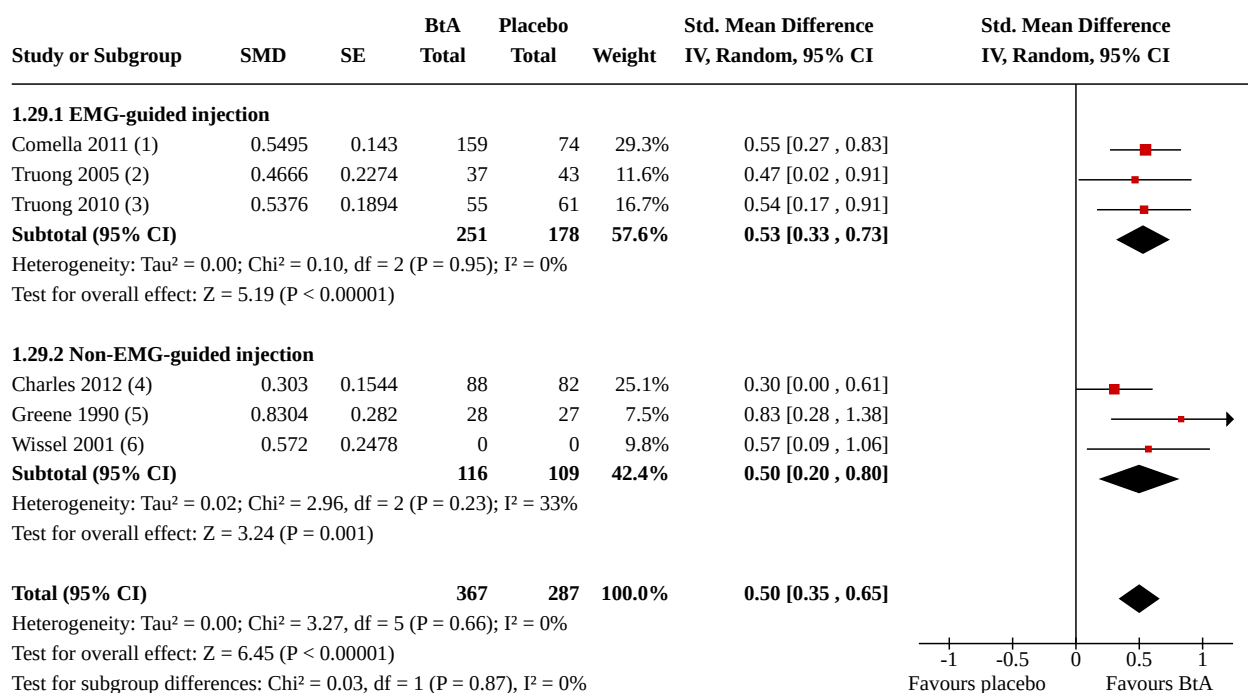 BtA Placebo Std. Mean Difference Std. Mean Difference
Study or Subgroup SMD SE Total Total Weight IV, Random, 95% CI IV, Random, 95% CI
1.29.1 EMG-guided injection
Comella 2011 (1) 0.5495 0.143 159 74 29.3% 0.55 [0.27 , 0.83]
Truong 2005 (2) 0.4666 0.2274 37 43 11.6% 0.47 [0.02 , 0.91]
Truong 2010 (3) 0.5376 0.1894 55 61 16.7% 0.54 [0.17 , 0.91]
Subtotal (95% CI) 251 178 57.6% 0.53 [0.33 , 0.73]
Heterogeneity: Tau² = 0.00; Chi² = 0.10, df = 2 (P = 0.95); I² = 0%
Test for overall effect: Z = 5.19 (P < 0.00001)
1.29.2 Non-EMG-guided injection
Charles 2012 (4) 0.303 0.1544 88 82 25.1% 0.30 [0.00 , 0.61]
Greene 1990 (5) 0.8304 0.282 28 27 7.5% 0.83 [0.28 , 1.38]
Wissel 2001 (6) 0.572 0.2478 0 0 9.8% 0.57 [0.09 , 1.06]
Subtotal (95% CI) 116 109 42.4% 0.50 [0.20 , 0.80]
Heterogeneity: Tau² = 0.02; Chi² = 2.96, df = 2 (P = 0.23); I² = 33%
Test for overall effect: Z = 3.24 (P = 0.001)
Total (95% CI) 367 287 100.0% 0.50 [0.35 , 0.65]
Heterogeneity: Tau² = 0.00; Chi² = 3.27, df = 5 (P = 0.66); I² = 0%
Test for overall effect: Z = 6.45 (P < 0.00001) -1 -0.5 0 0.5 1
Test for subgroup differences: Chi² = 0.03, df = 1 (P = 0.87), I² = 0% Favours placebo Favours BtA